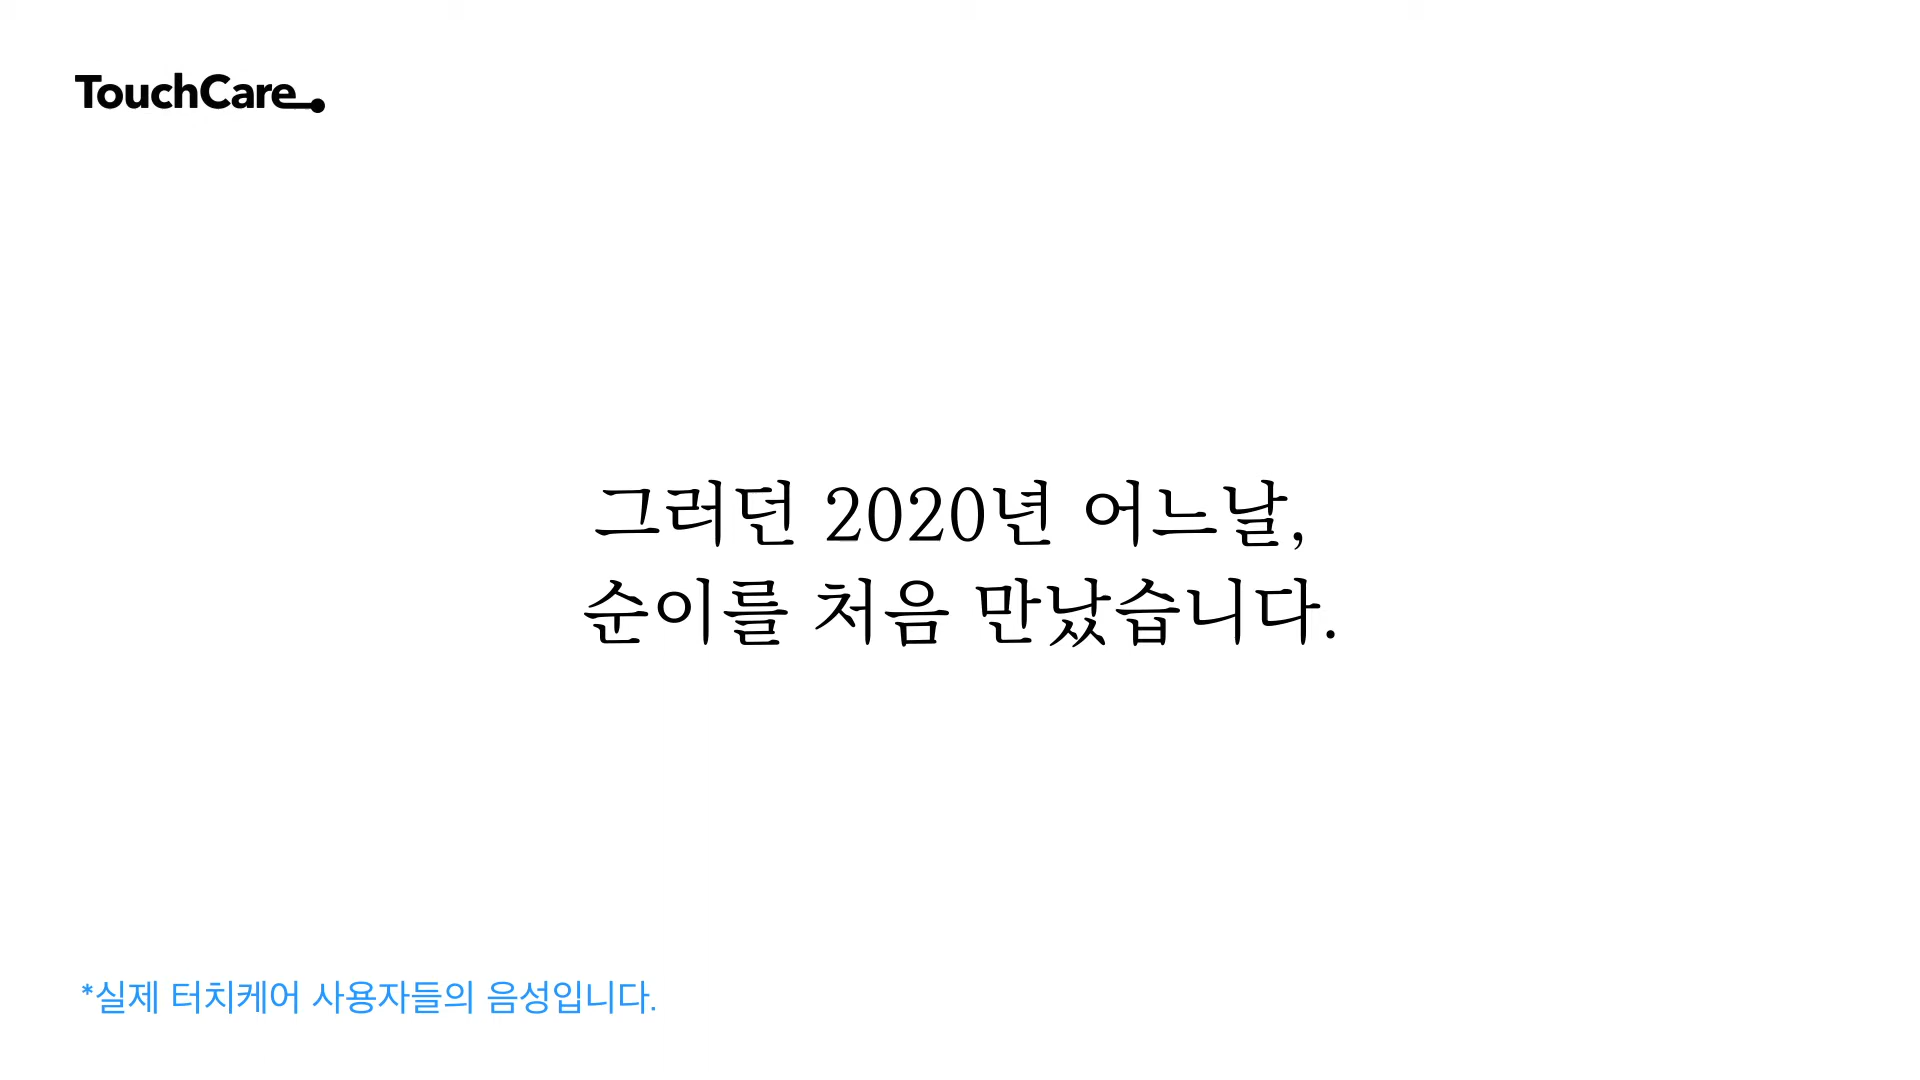 TouchCare
그러던 2020년 어느날,
순이를 처음 만났습니다.
*실제 터치케어 사용자들의 음성입니다.